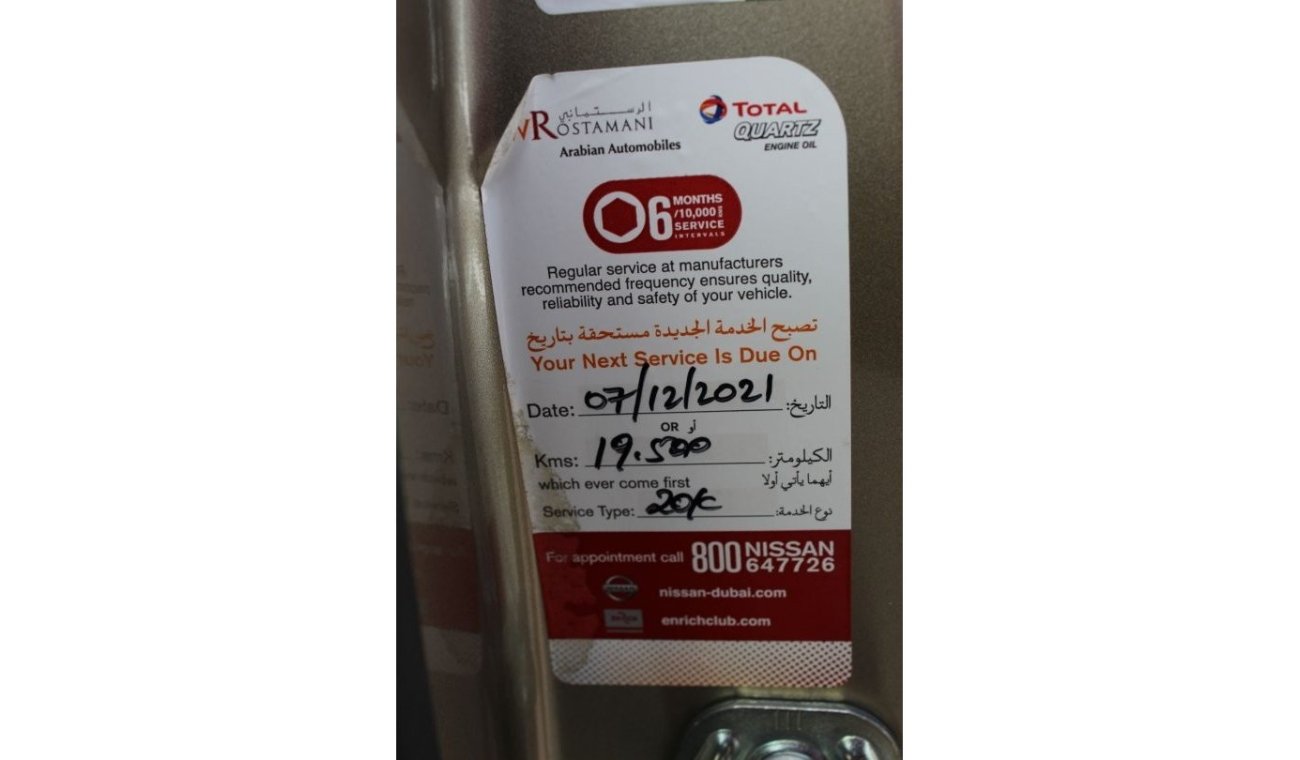 الرستماني
ROSTAMANI
Arabian Automobiles
TOTAL
QUARTZ
ENGINE OIL
6 MONTHS
/10,000 KMS
SERVICE
INTERVALS
Regular service at manufacturers
recommended frequency ensures quality,
reliability and safety of your vehicle.
تصبح الخدمة الجديدة مستحقة بتاريخ
Your Next Service Is Due On
Date: 07/12/2021 التاريخ:
OR أو
Kms: 19.500 الكيلومتر:
which ever come first أيهما يأتي أولا
Service Type: 20K نوع الخدمة:
For appointment call 800 NISSAN
647726
NISSAN
nissan-dubai.com
enrichclub.com